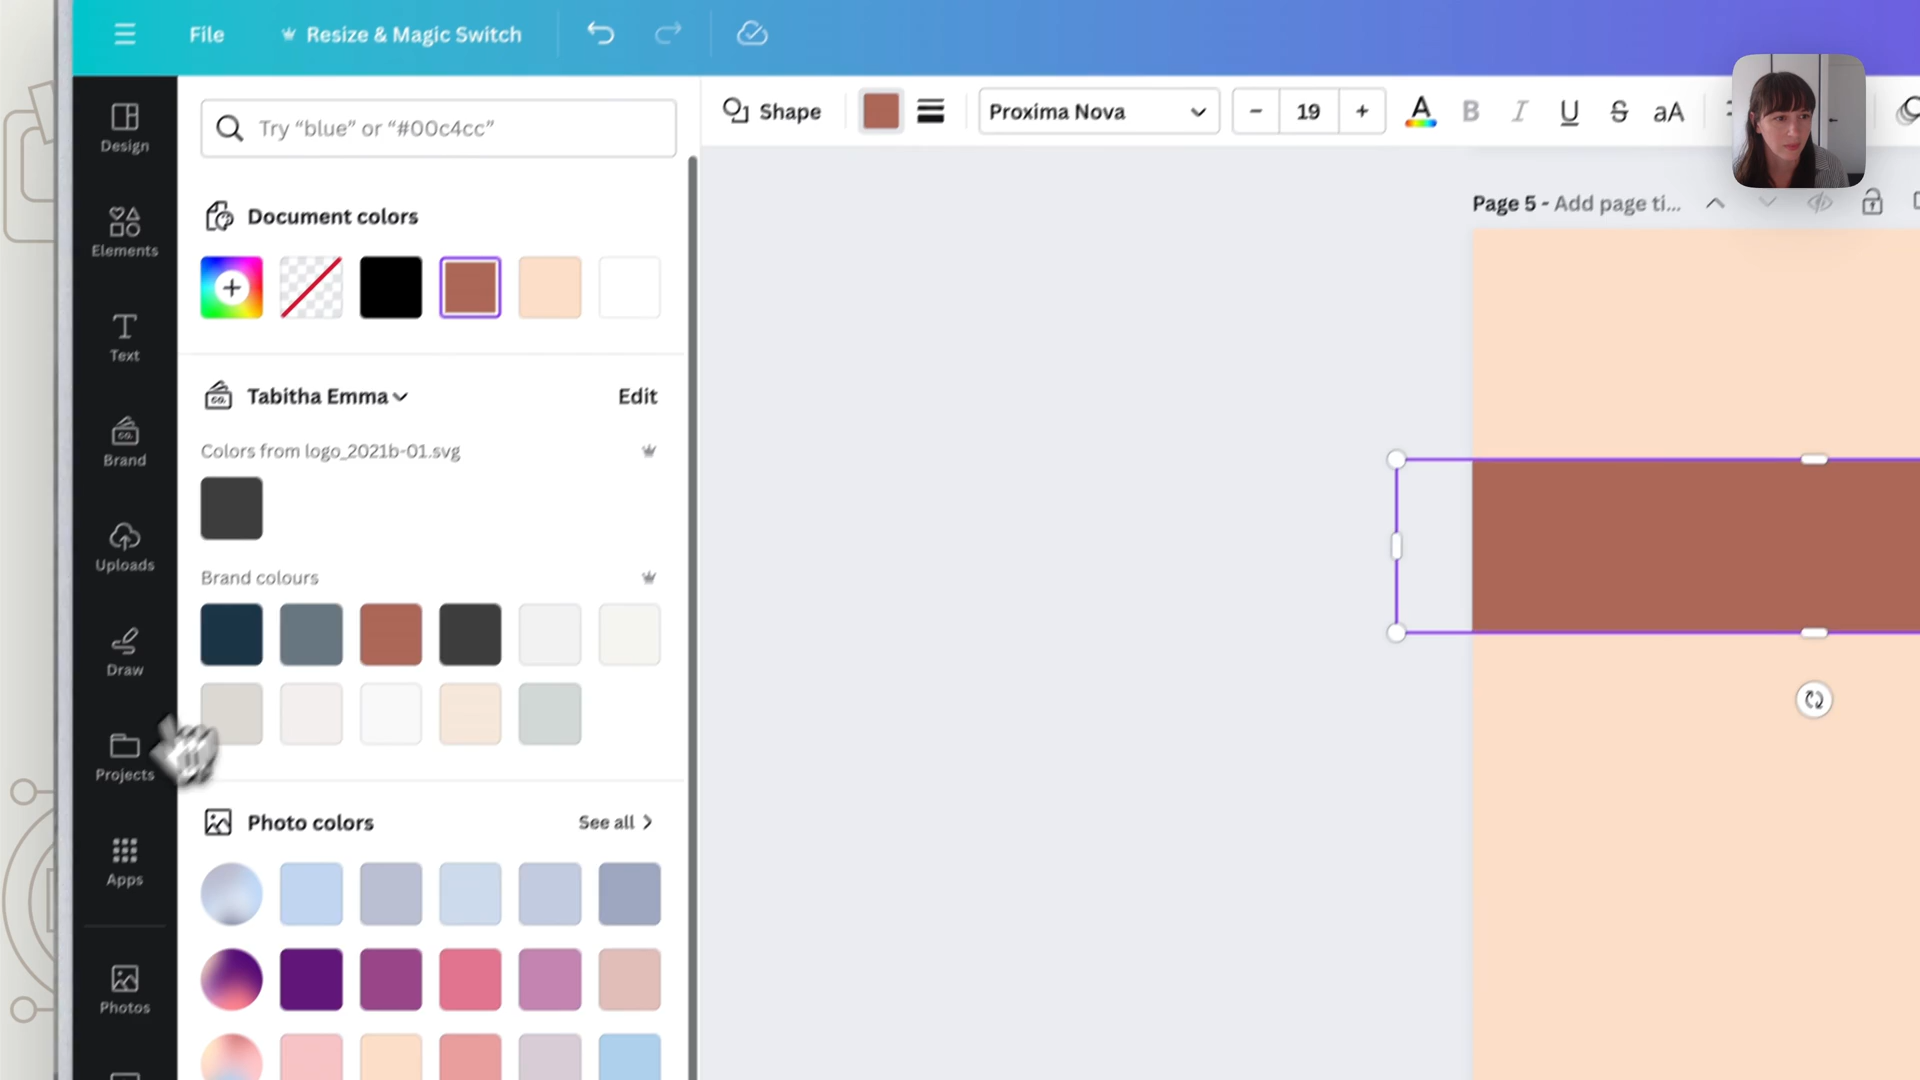 File
Resize & Magic Switch
Design
Elements
Text
Brand
Uploads
Draw
Projects
Apps
Photos
Try “blue” or “#00c4cc”
Document colors
Tabitha Emma
Edit
Colors from logo_2021b-01.svg
Brand colours
Photo colors
See all
Shape
Proxima Nova
− 19 +
A B I U S aA
Page 5 - Add page ti...